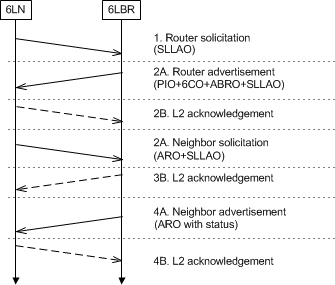 6LN
6LBR
1. Router solicitation
(SLLAO)
2A. Router advertisement
(PIO+6CO+ABRO+SLLAO)
2B. L2 acknowledgement
2A. Neighbor solicitation
(ARO+SLLAO)
3B. L2 acknowledgement
4A. Neighbor advertisement
(ARO with status)
4B. L2 acknowledgement